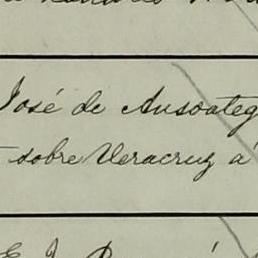 José de Ansoateg
sobre Veracruz á